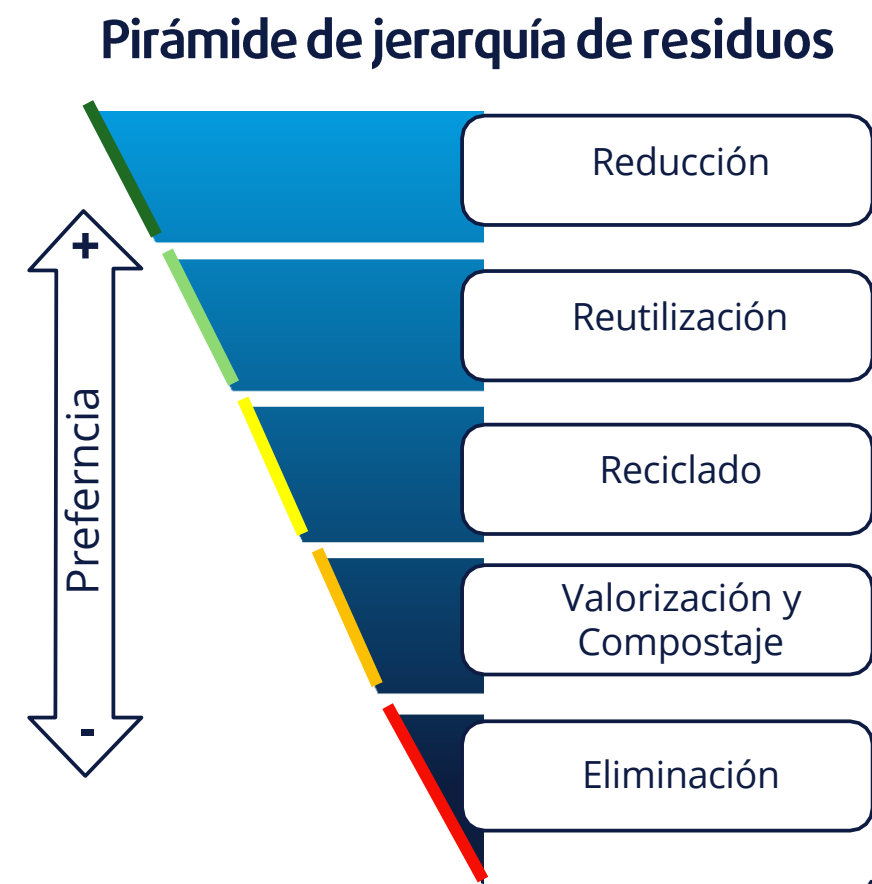 Pirámide de jerarquía de residuos
Reducción
+
Reutilización
Preferncia
Reciclado
Valorización y
Compostaje
-
Eliminación